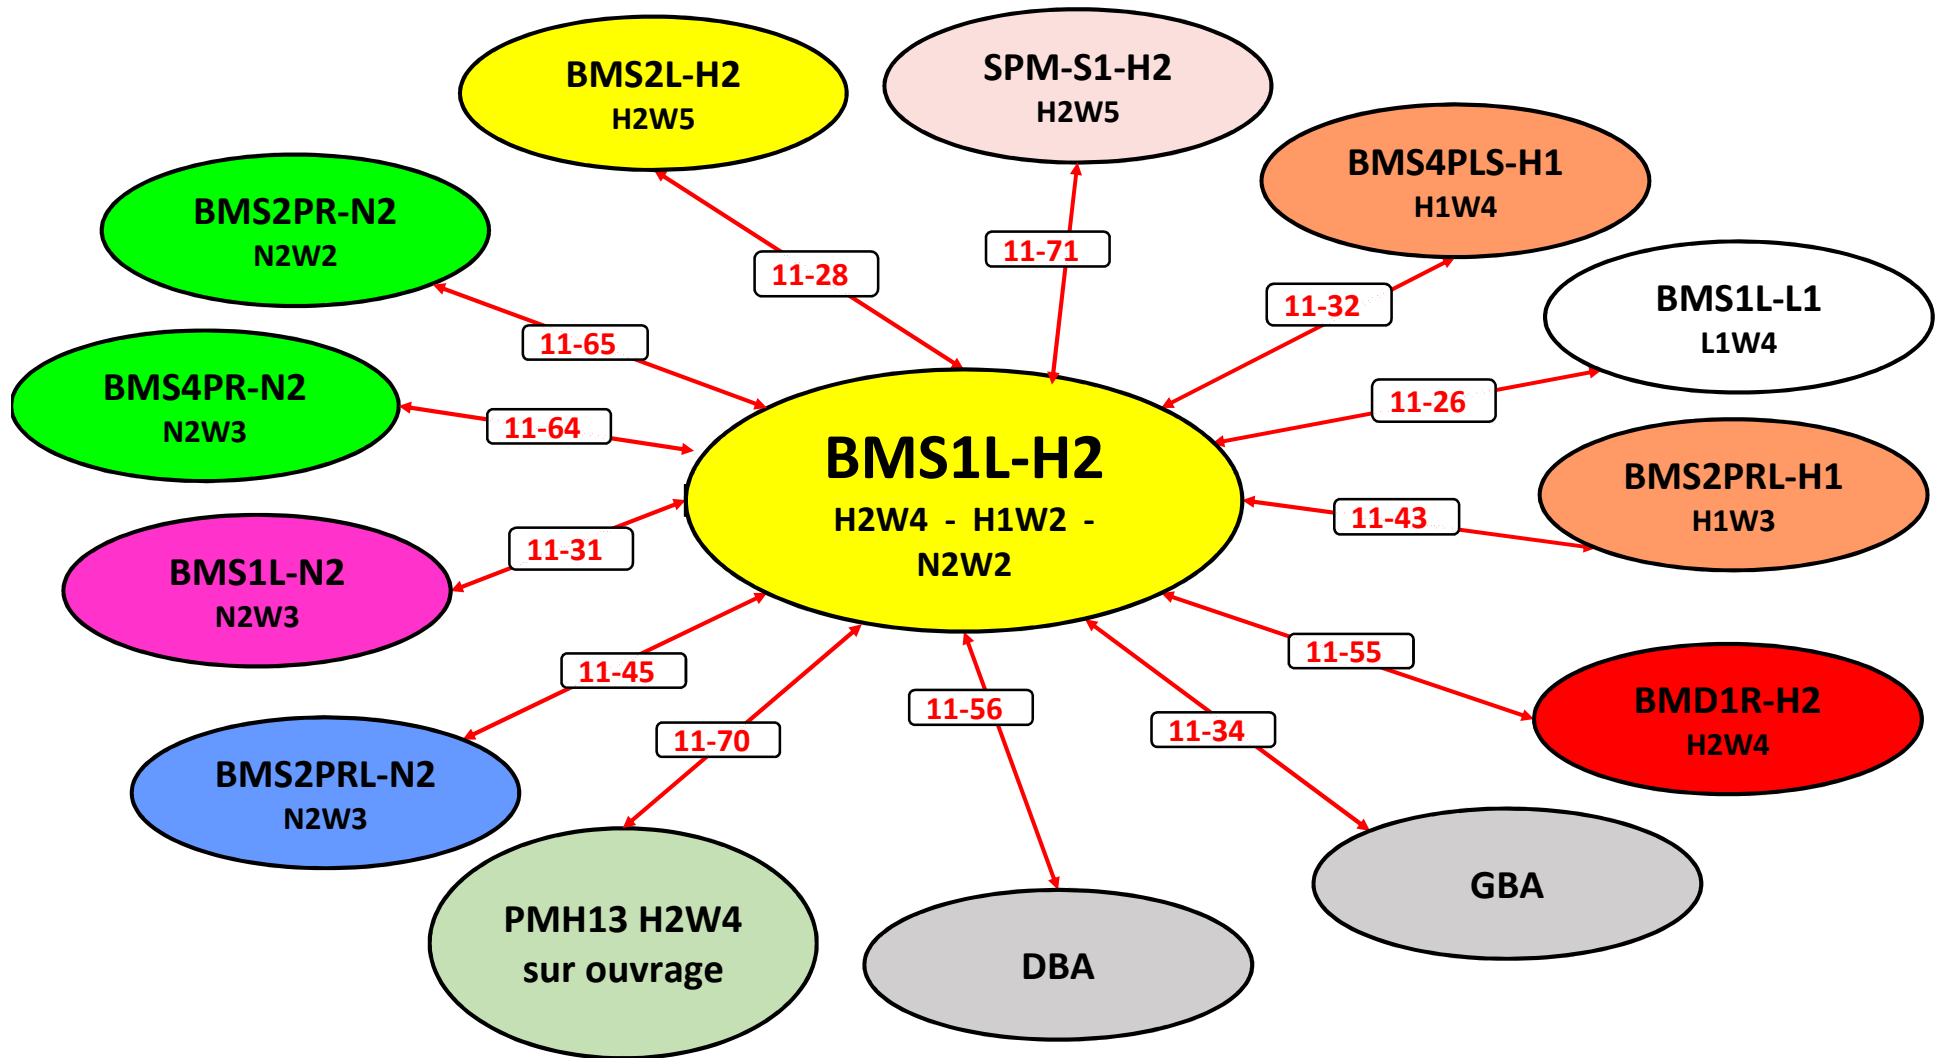 BMS2L-H2
H2W5
SPM-S1-H2
H2W5
BMS4PLS-H1
H1W4
BMS2PR-N2
N2W2
11-71
11-28
11-32
BMS1L-L1
L1W4
11-65
BMS4PR-N2
N2W3
11-64
11-26
BMS1L-H2
H2W4 - H1W2 -
N2W2
BMS2PRL-H1
H1W3
11-43
11-31
BMS1L-N2
N2W3
11-55
11-45
11-56
11-34
11-70
BMD1R-H2
H2W4
BMS2PRL-N2
N2W3
GBA
PMH13 H2W4
sur ouvrage
DBA